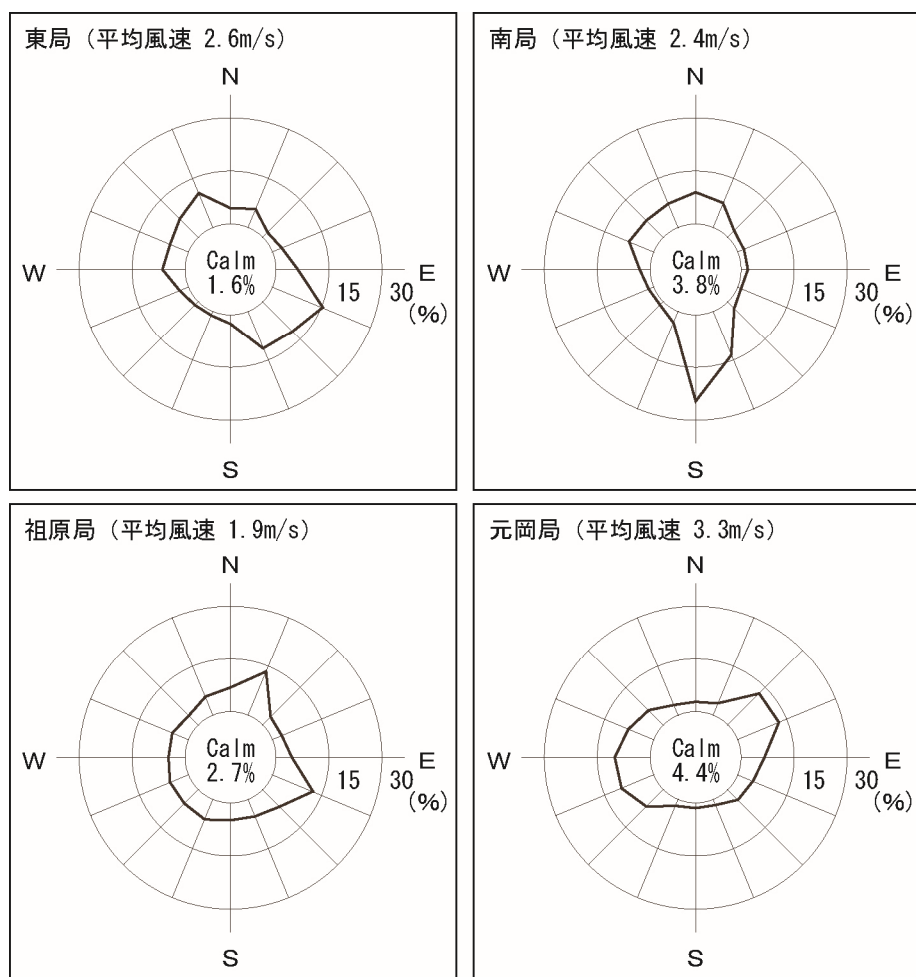 東局 (平均風速 2.6m/s)
N
W
Calm
1.6%
E
15
30
(%)
S
南局 (平均風速 2.4m/s)
N
W
Calm
3.8%
E
15
30
(%)
S
祖原局 (平均風速 1.9m/s)
N
W
Calm
2.7%
E
15
30
(%)
S
元岡局 (平均風速 3.3m/s)
N
W
Calm
4.4%
E
15
30
(%)
S